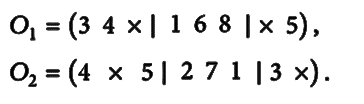 O₁ = (3 4 × | 1 6 8 | × 5),
O₂ = (4 × 5 | 2 7 1 | 3 ×).